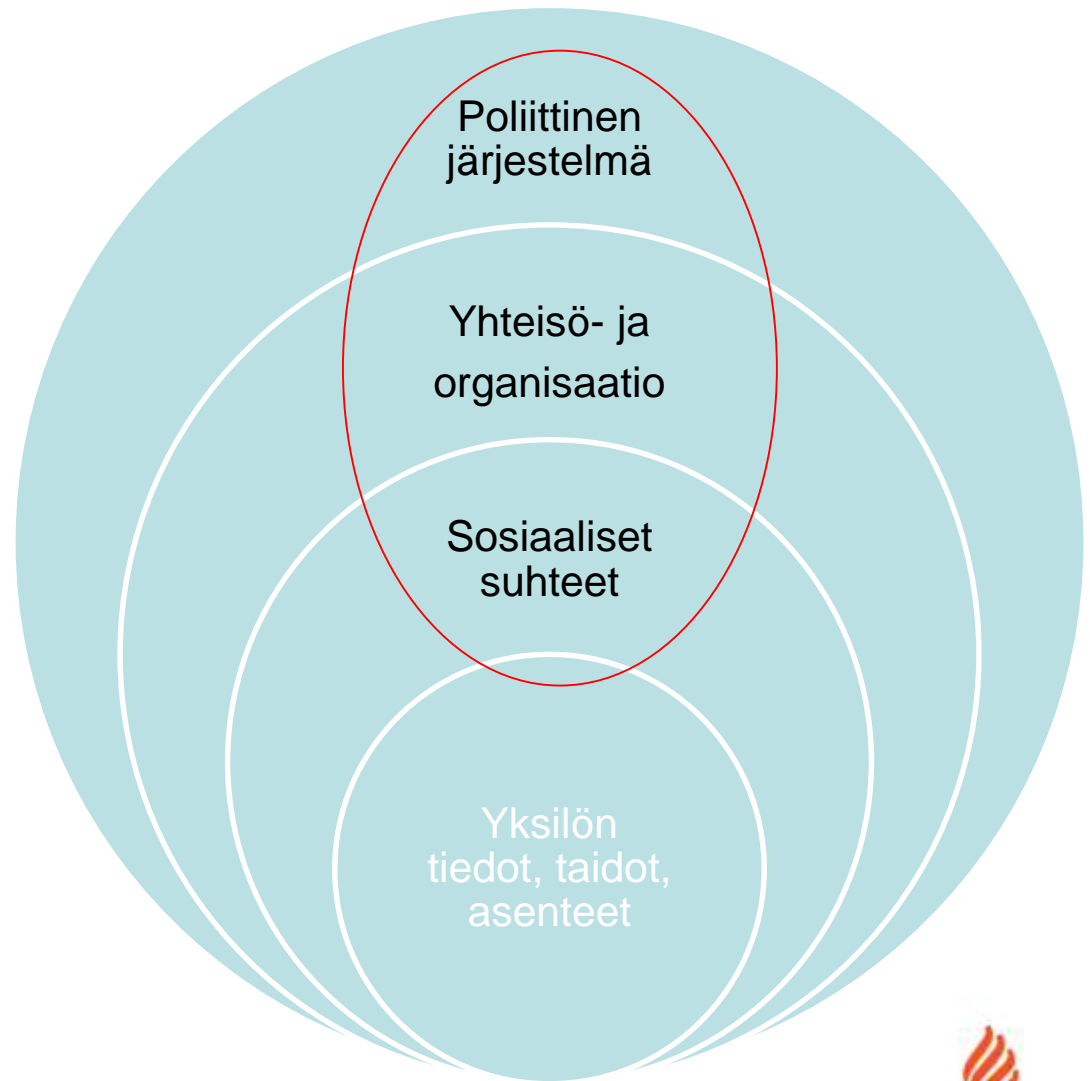 Poliittinen
järjestelmä
Yhteisö- ja
organisaatio
Sosiaaliset
suhteet
Yksilön
tiedot, taidot,
asenteet